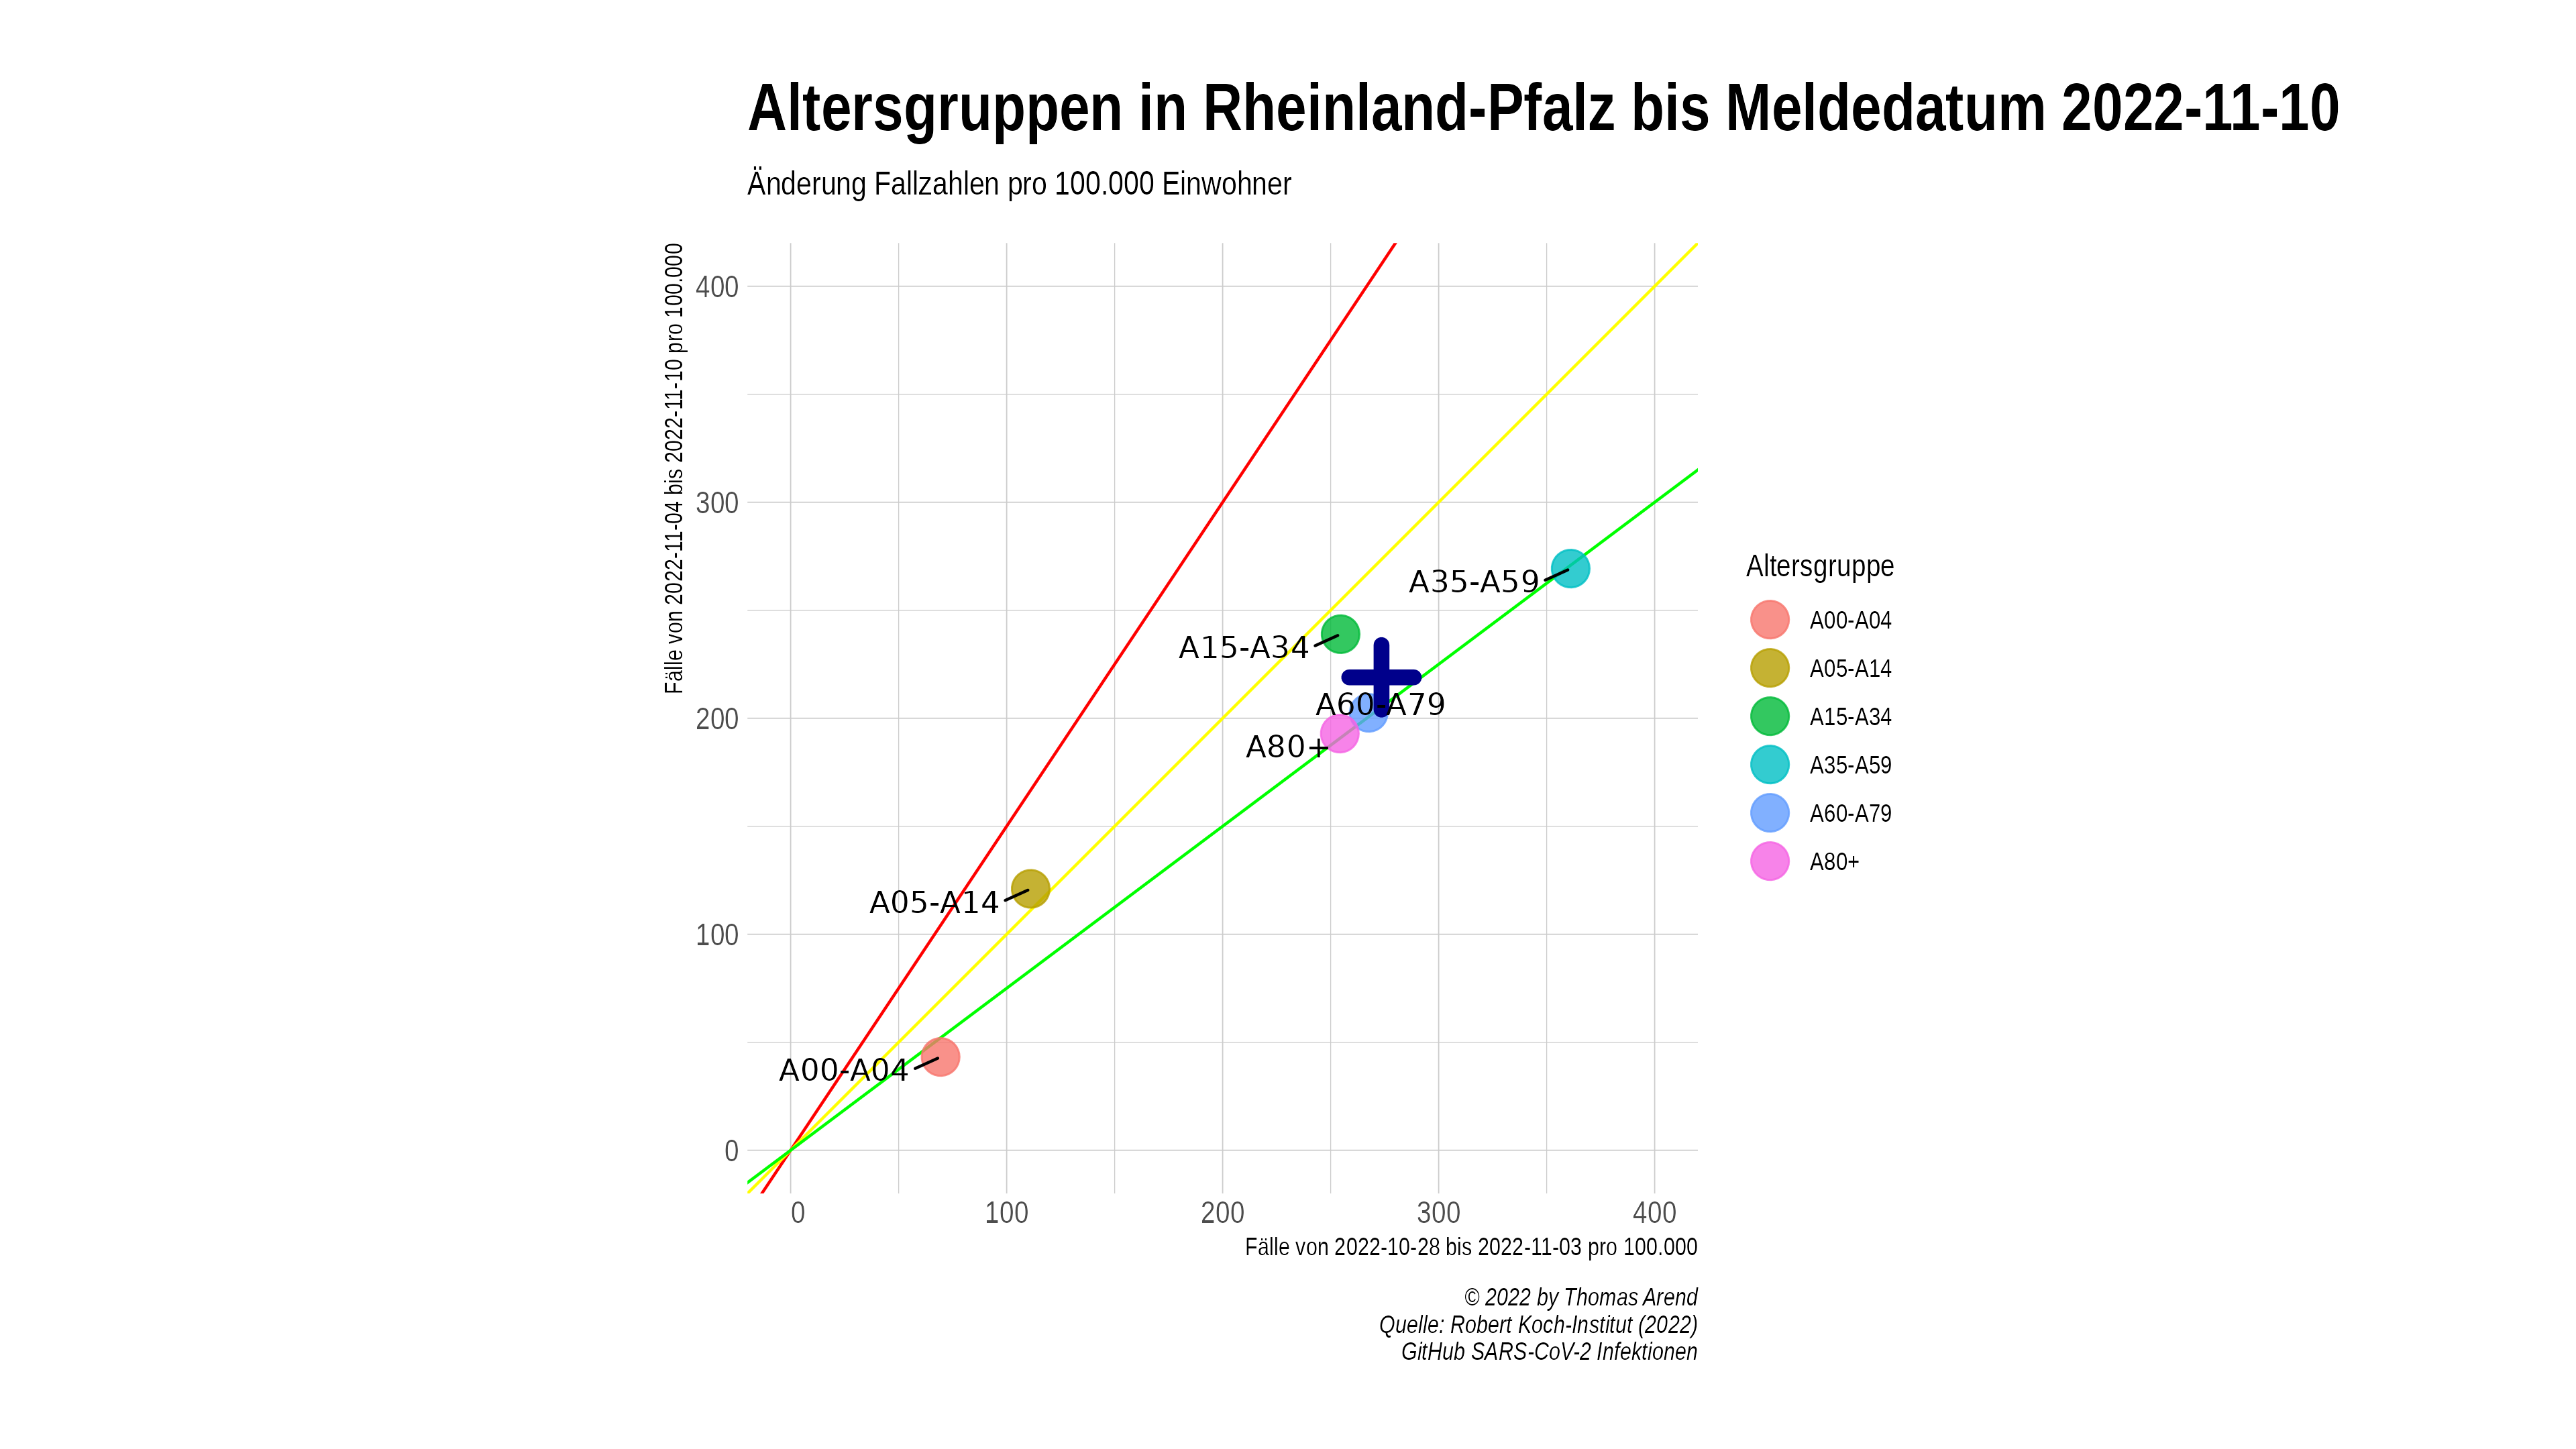 Altersgruppen in Rheinland-Pfalz bis Meldedatum 2022-11-10
Änderung Fallzahlen pro 100.000 Einwohner
Fälle von 2022-11-04 bis 2022-11-10 pro 100.000
400
300
200
100
0
A35-A59
A15-A34
A60-A79
A80+
A05-A14
A00-A04
0
100
200
300
400
Fälle von 2022-10-28 bis 2022-11-03 pro 100.000
Altersgruppe
A00-A04
A05-A14
A15-A34
A35-A59
A60-A79
A80+
© 2022 by Thomas Arend
Quelle: Robert Koch-Institut (2022)
GitHub SARS-CoV-2 Infektionen